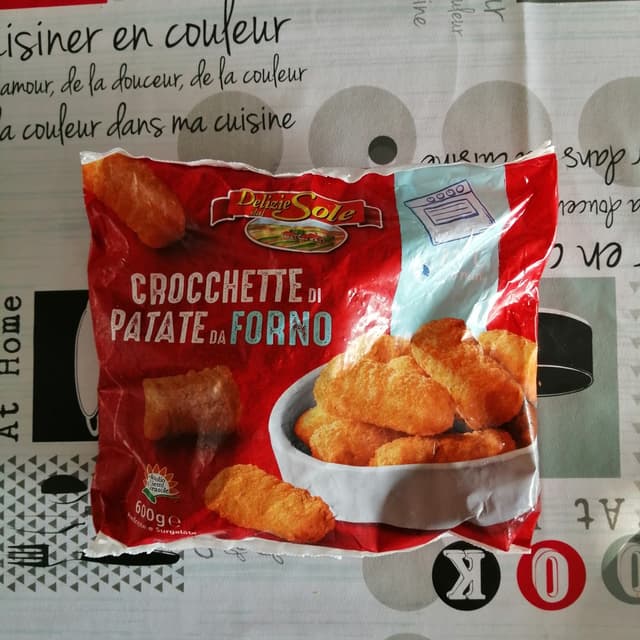 isiner en couleur
amour, de la douceur, de la couleur
la couleur dans ma cuisine
At Home
Delizie dal Sole
CROCCHETTE DI
PATATE DA FORNO
600g e
At
OK